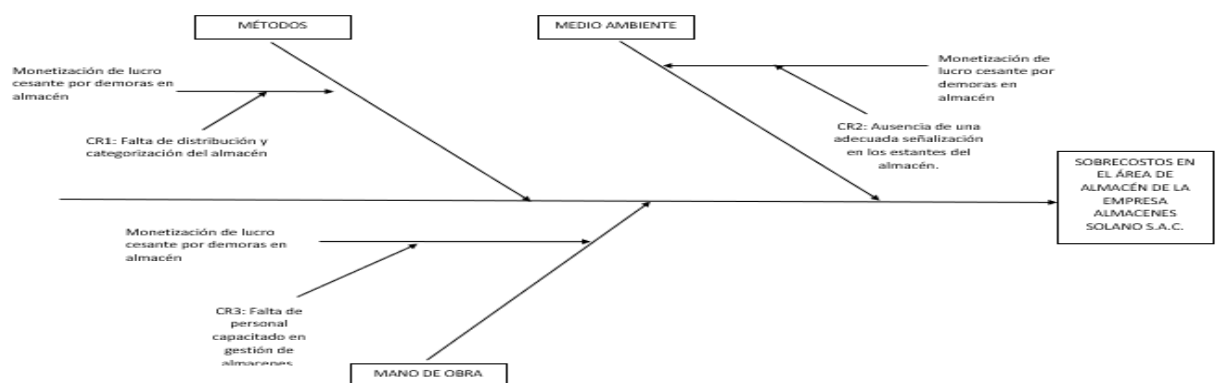 MÉTODOS
MEDIO AMBIENTE
Monetización de lucro
cesante por demoras en
almacén
CR1: Falta de distribución y
categorización del almacén
Monetización de
lucro cesante por
demoras en
almacén
CR2: Ausencia de una
adecuada señalización
en los estantes del
almacén.
SOBRECOSTOS EN
EL ÁREA DE
ALMACÉN DE LA
EMPRESA
ALMACENES
SOLANO S.A.C.
Monetización de lucro
cesante por demoras en
almacén
CR3: Falta de
personal
capacitado en
gestión de
almacenes
MANO DE OBRA